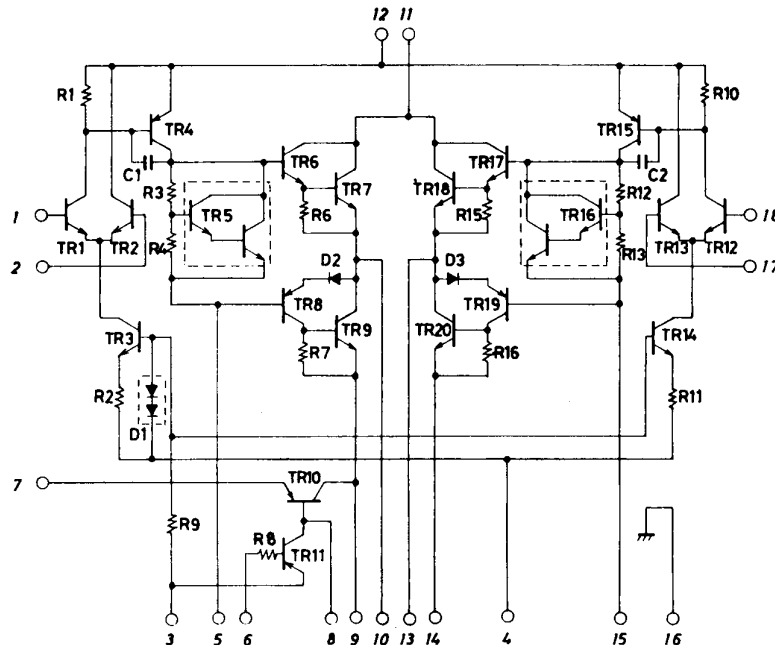 12 11
R1 R10
TR4 TR15
C1 TR6 TR17 C2
R3 TR7 TR18 R12
1 TR5 R6 R15 TR16 18
R4 R13
TR1 TR2 TR13 TR12
2 D2 D3 17
TR8 TR19
TR3 TR9 TR20 TR14
R7 R16
R2 R11
D1
7 TR10
R9 R8
TR11
3 5 6 8 9 10 13 14 4 15 16